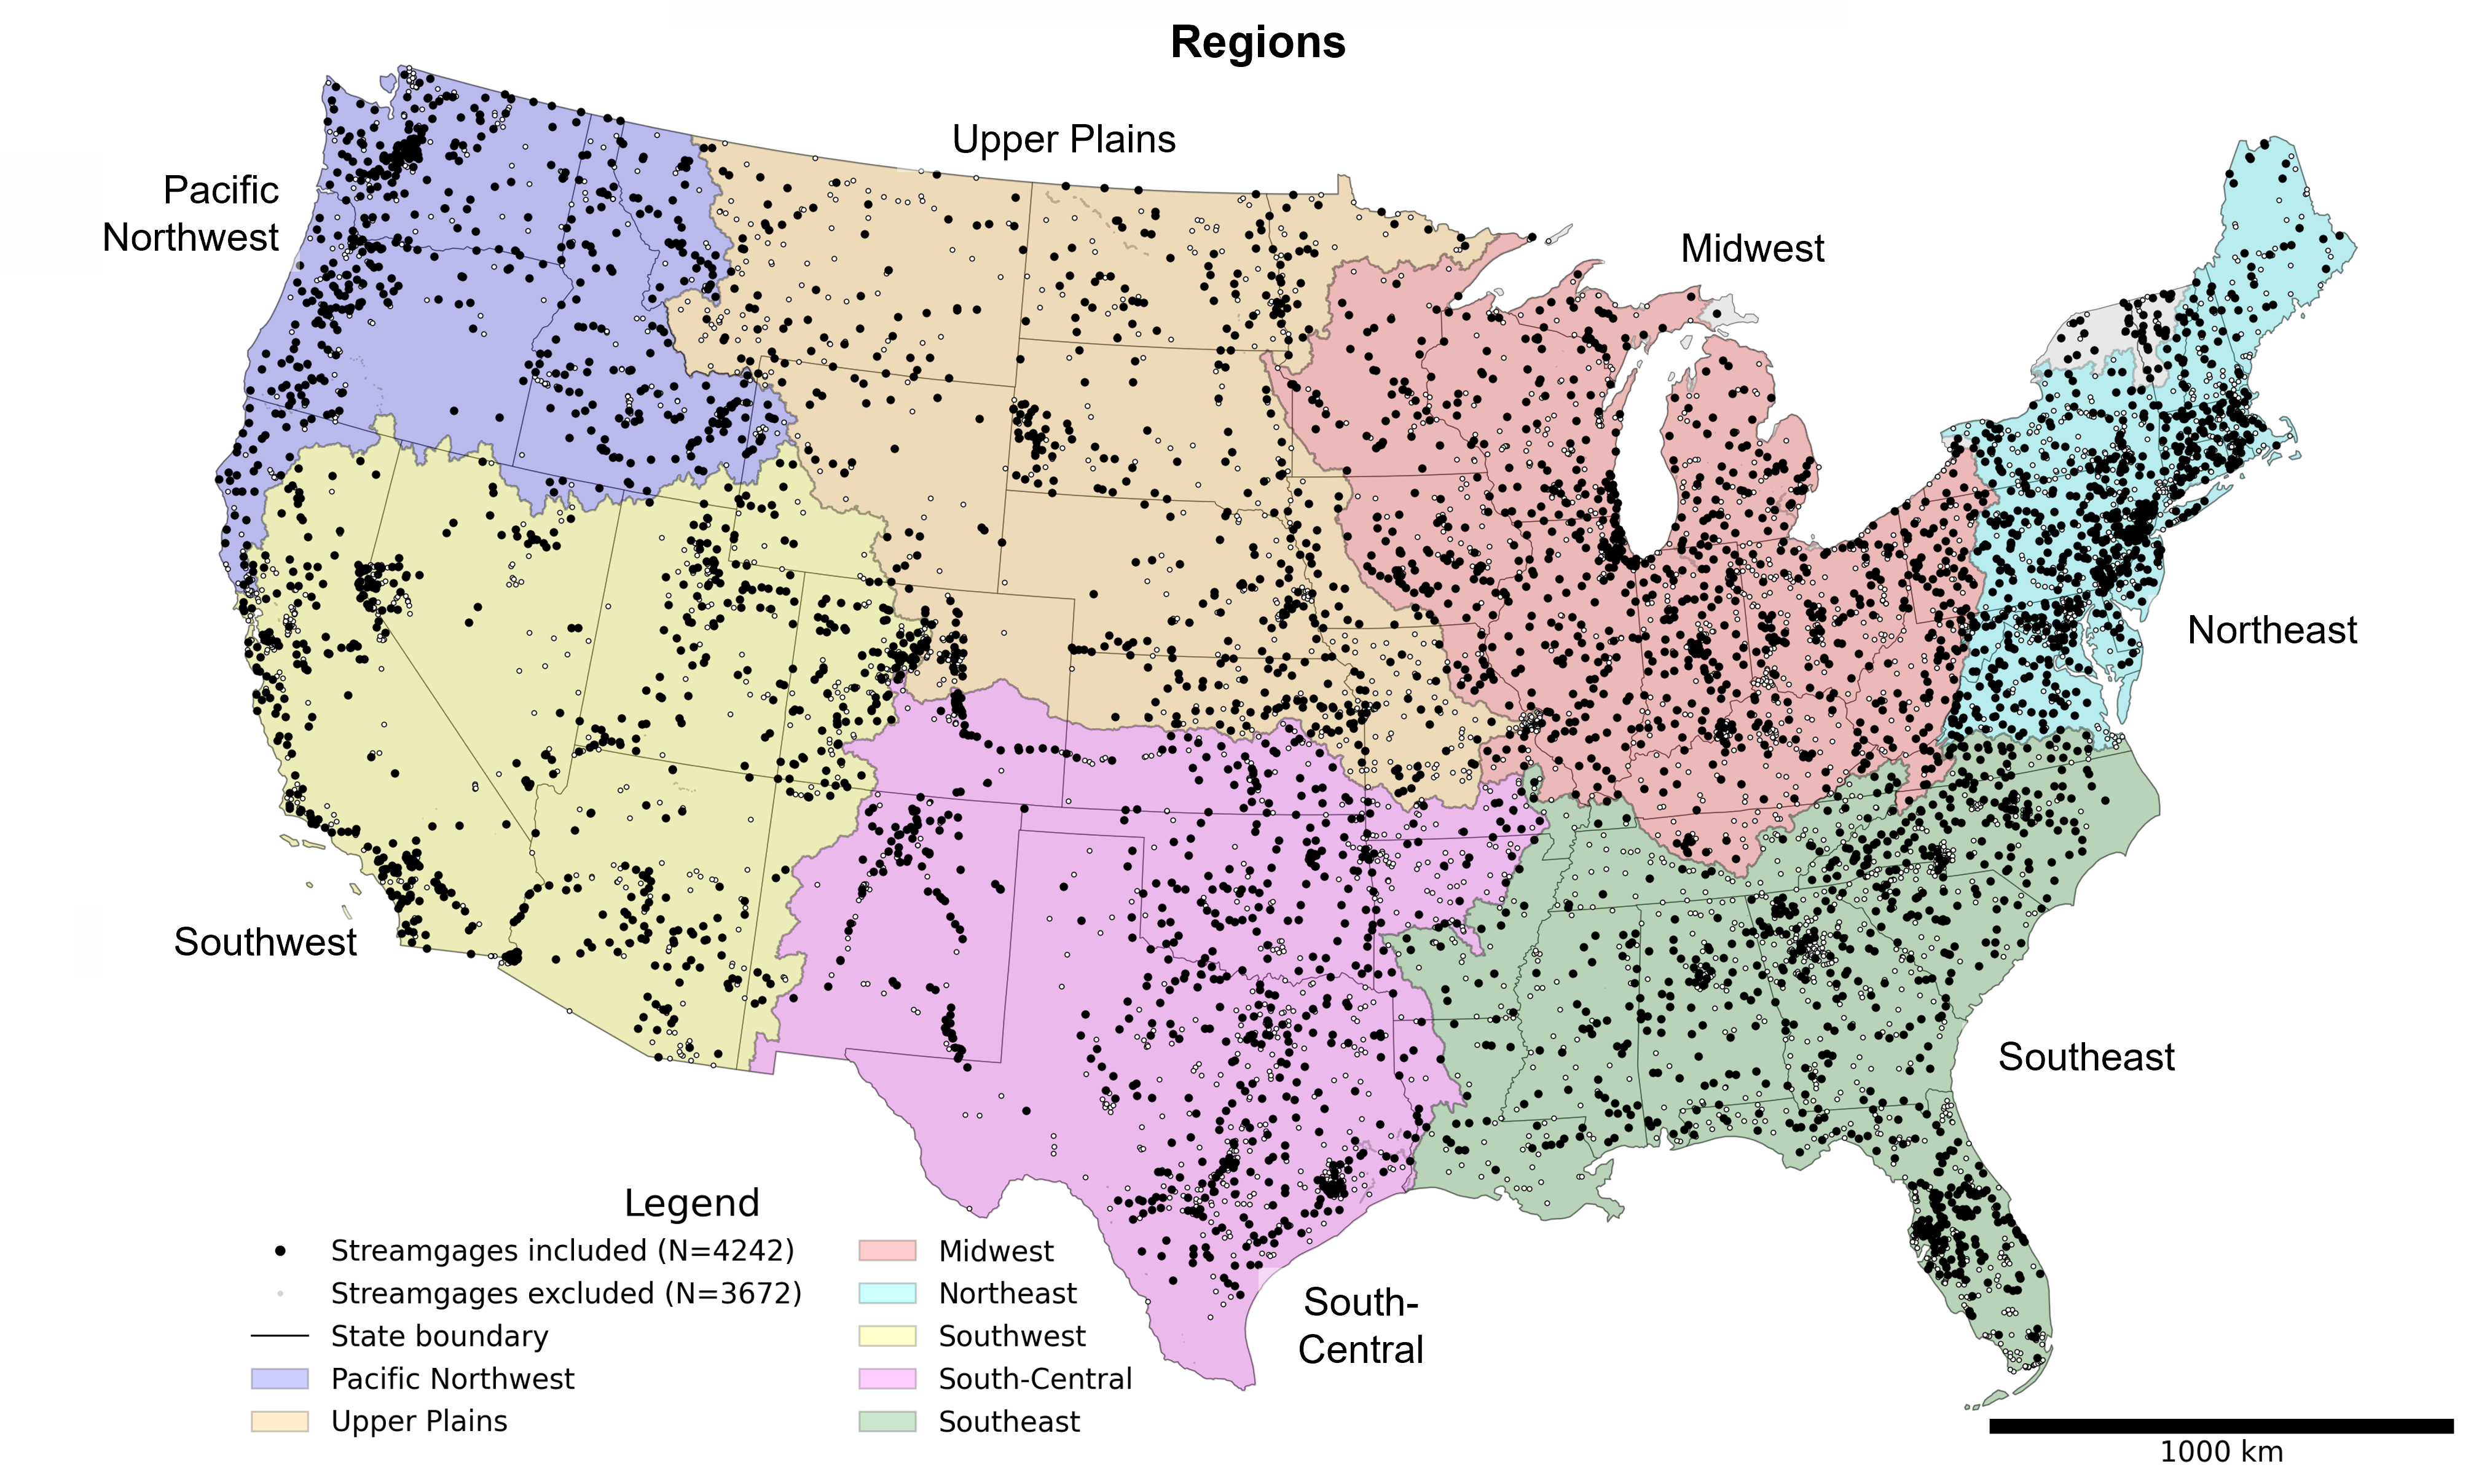 Regions
Upper Plains
Pacific
Northwest
Midwest
Northeast
Southwest
Southeast
South-
Central
Legend
Streamgages included (N=4242)
Streamgages excluded (N=3672)
State boundary
Pacific Northwest
Upper Plains
Midwest
Northeast
Southwest
South-Central
Southeast
1000 km